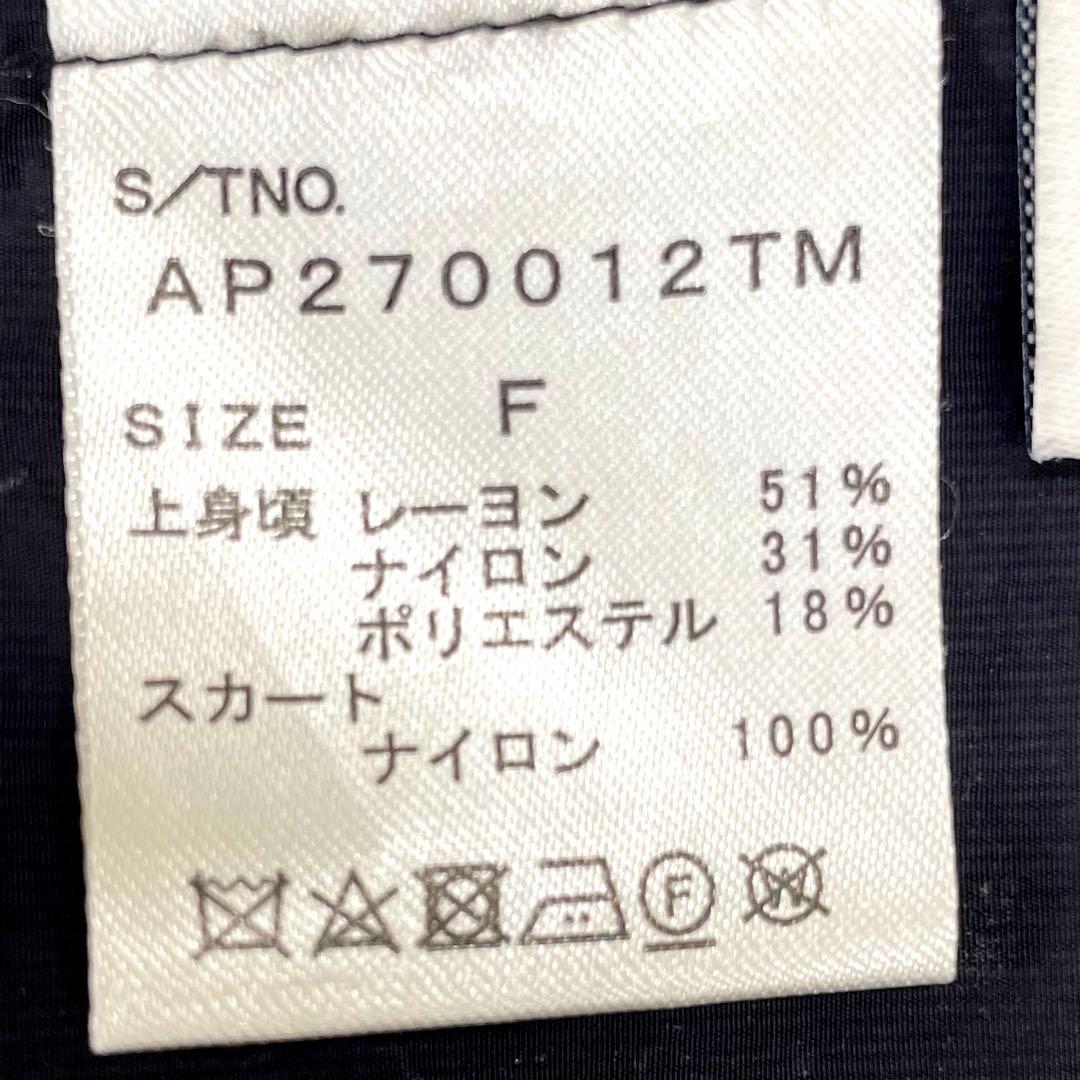 S/TNO.
AP270012TM
SIZE F
上身頃 レーヨン 51%
ナイロン 31%
ポリエステル 18%
スカート
ナイロン 100%
F W